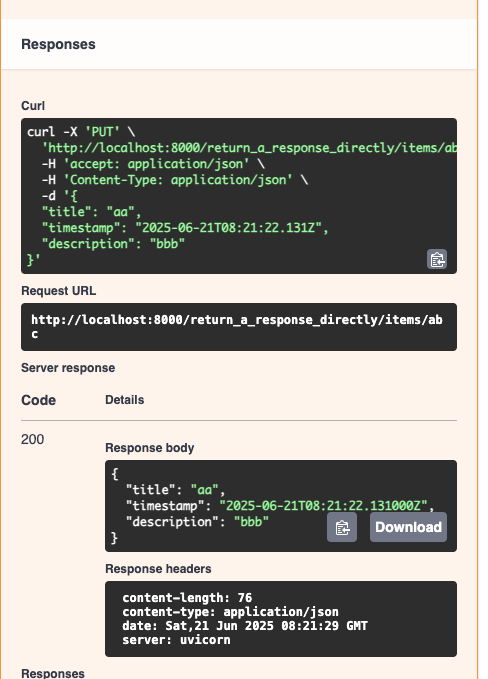 Responses
Curl
curl -X 'PUT' \
  'http://localhost:8000/return_a_response_directly/items/ab
  -H 'accept: application/json' \
  -H 'Content-Type: application/json' \
  -d '{
  "title": "aa",
  "timestamp": "2025-06-21T08:21:22.131Z",
  "description": "bbb"
}'
Request URL
http://localhost:8000/return_a_response_directly/items/ab
c
Server response
Code Details
200
Response body
{
  "title": "aa",
  "timestamp": "2025-06-21T08:21:22.131000Z",
  "description": "bbb"
}
Download
Response headers
content-length: 76
content-type: application/json
date: Sat,21 Jun 2025 08:21:29 GMT
server: uvicorn
Responses